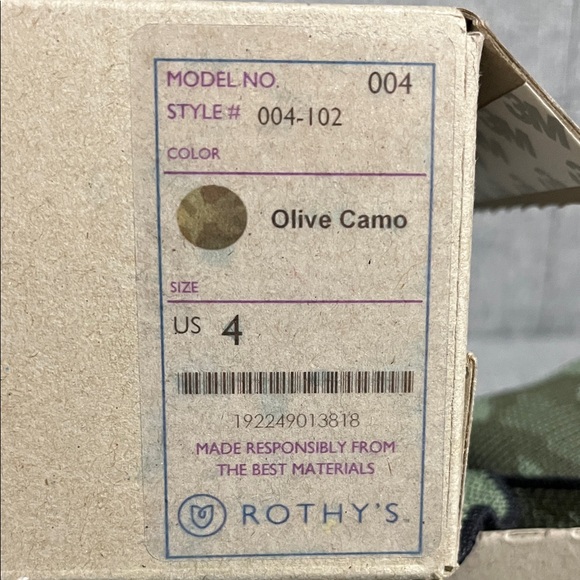 MODEL NO. 004
STYLE # 004-102
COLOR
Olive Camo
SIZE
US 4
192249013818
MADE RESPONSIBLY FROM
THE BEST MATERIALS
ROTHY'S